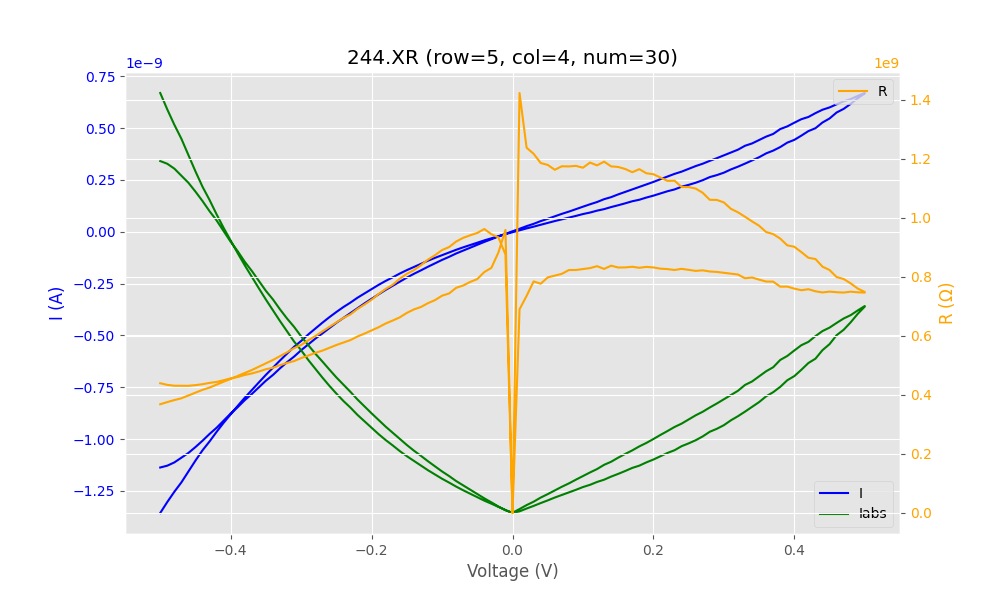 244.XR (row=5, col=4, num=30)
1e−9
1e9
R
0.75
0.50
0.25
0.00
−0.25
−0.50
−0.75
−1.00
−1.25
I (A)
1.4
1.2
1.0
0.8
0.6
0.4
0.2
0.0
R (Ω)
I
Iabs
−0.4
−0.2
0.0
0.2
0.4
Voltage (V)